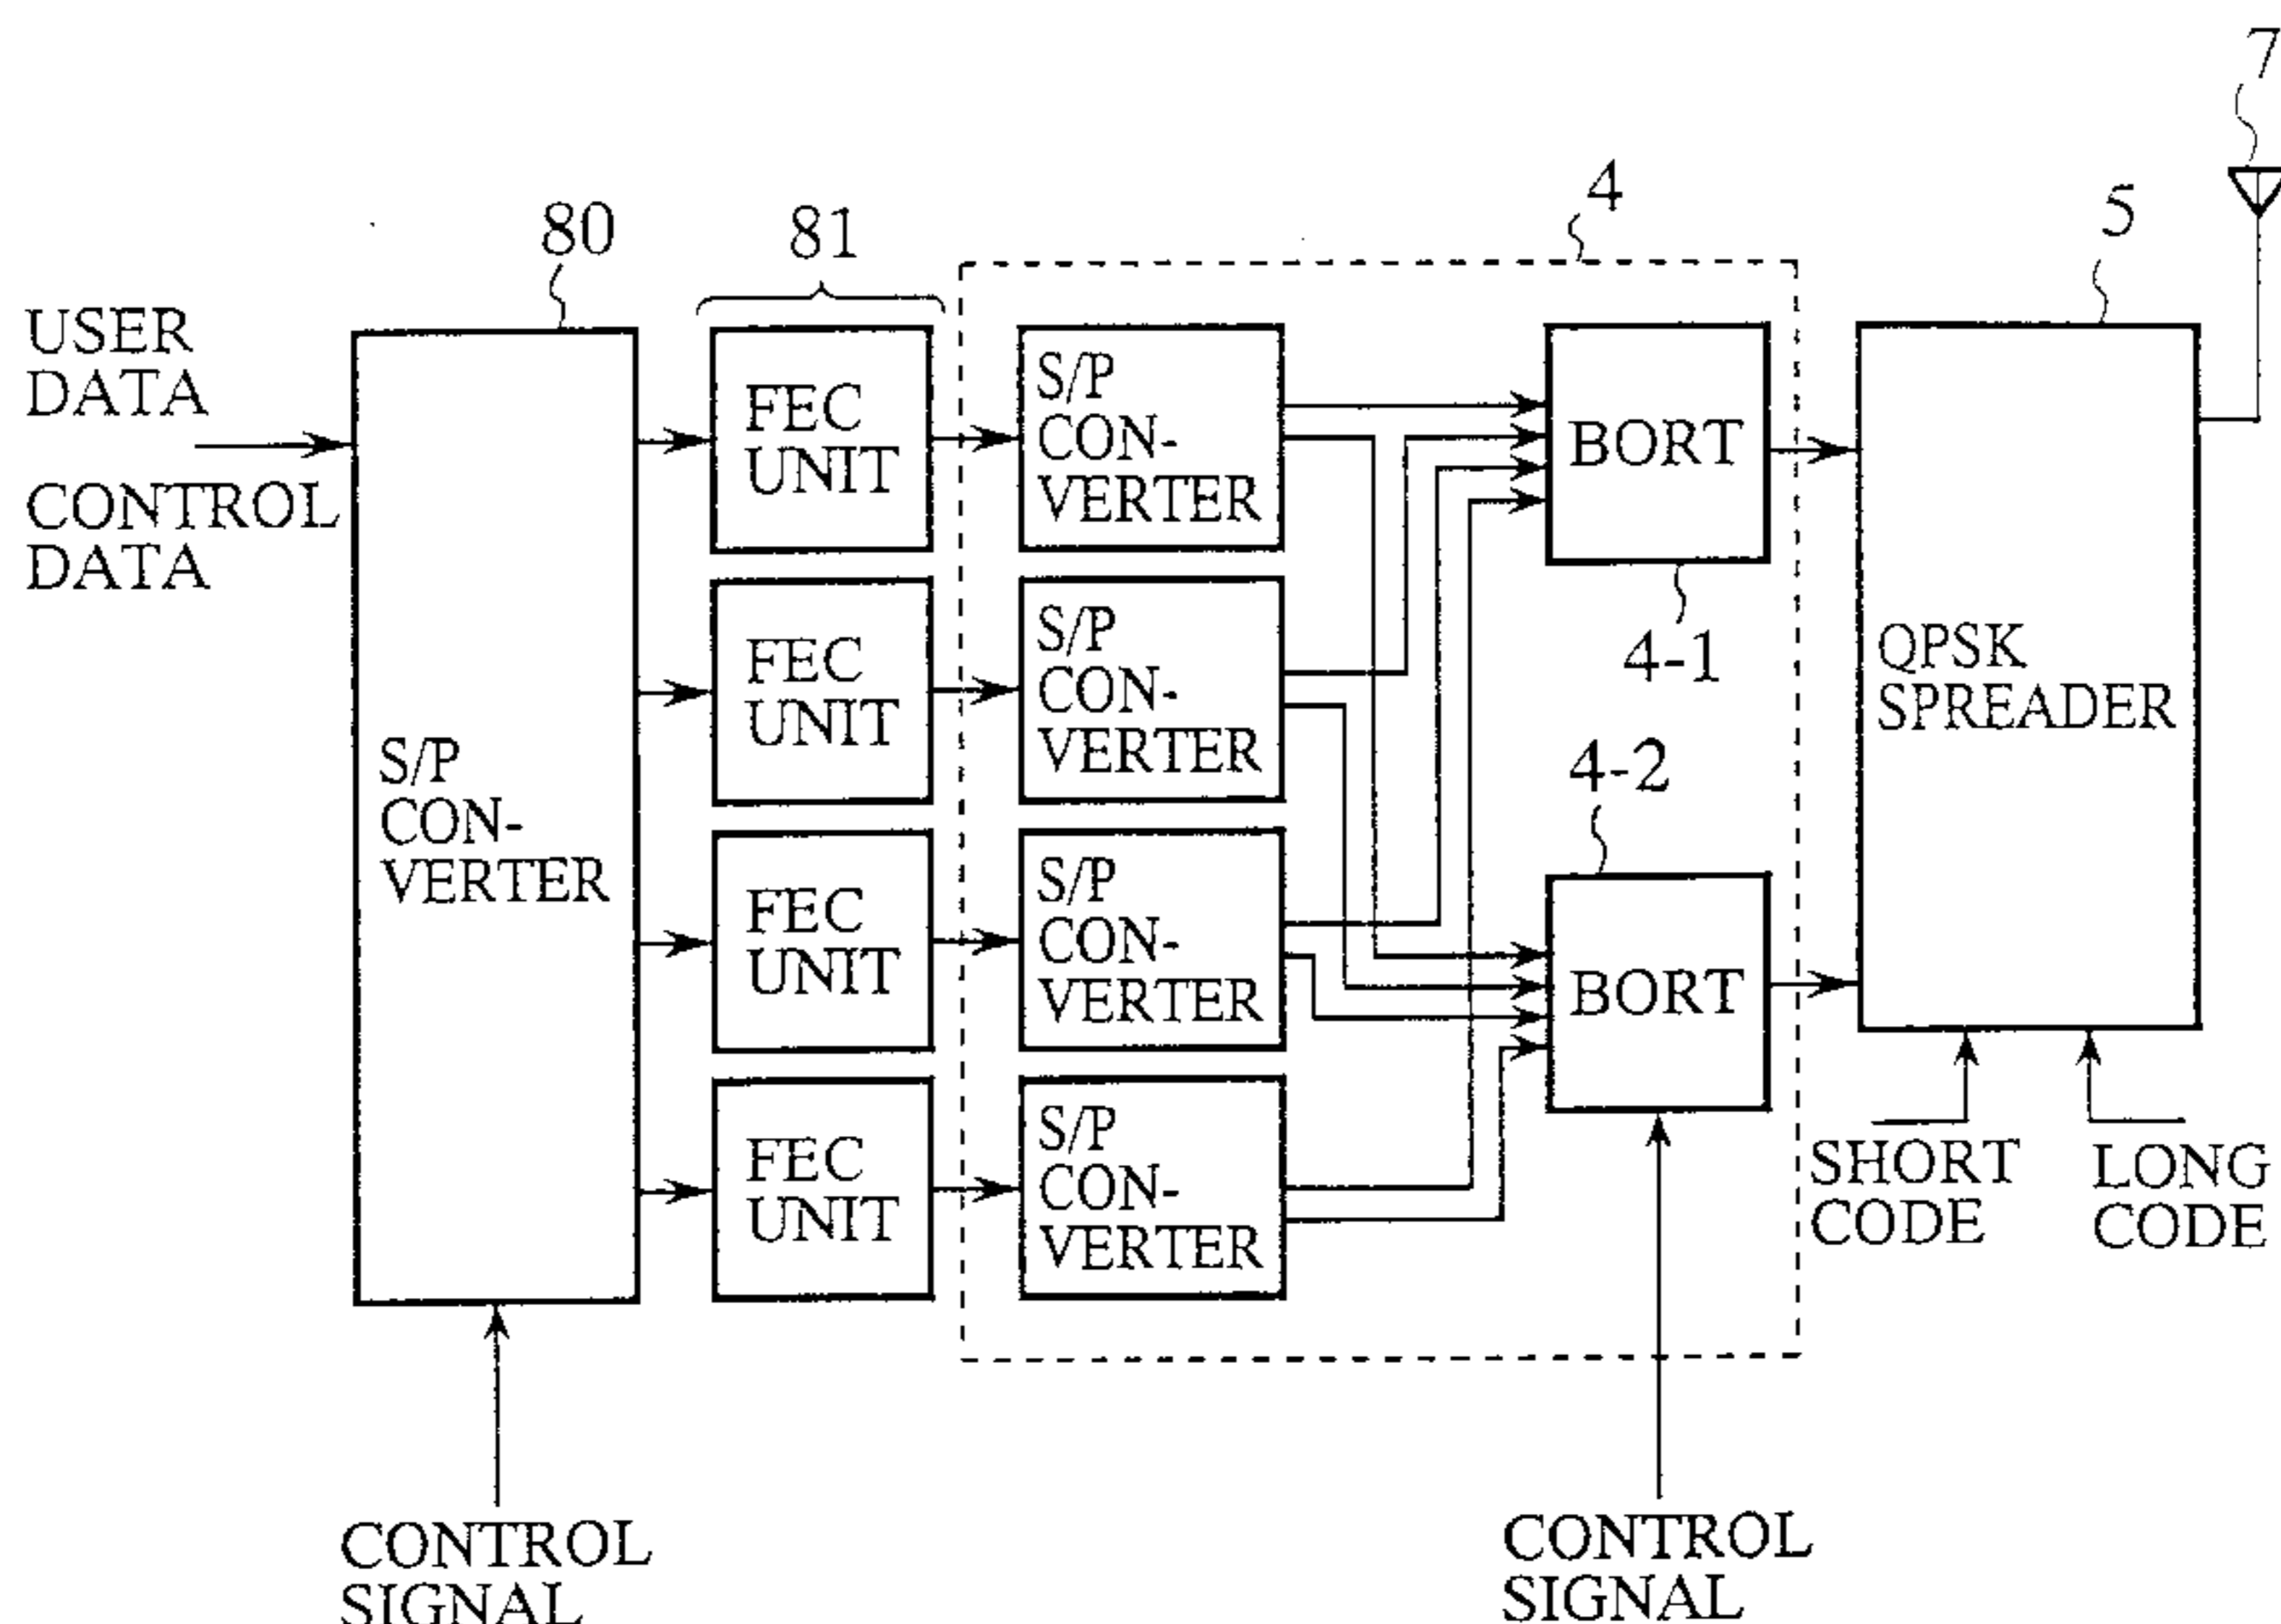 7
4
5
80
81
USER
DATA
CONTROL
DATA
S/P
CON-
VERTER
FEC
UNIT
FEC
UNIT
FEC
UNIT
FEC
UNIT
S/P
CON-
VERTER
S/P
CON-
VERTER
S/P
CON-
VERTER
S/P
CON-
VERTER
BORT
4-1
4-2
BORT
QPSK
SPREADER
SHORT
CODE
LONG
CODE
CONTROL
SIGNAL
CONTROL
SIGNAL